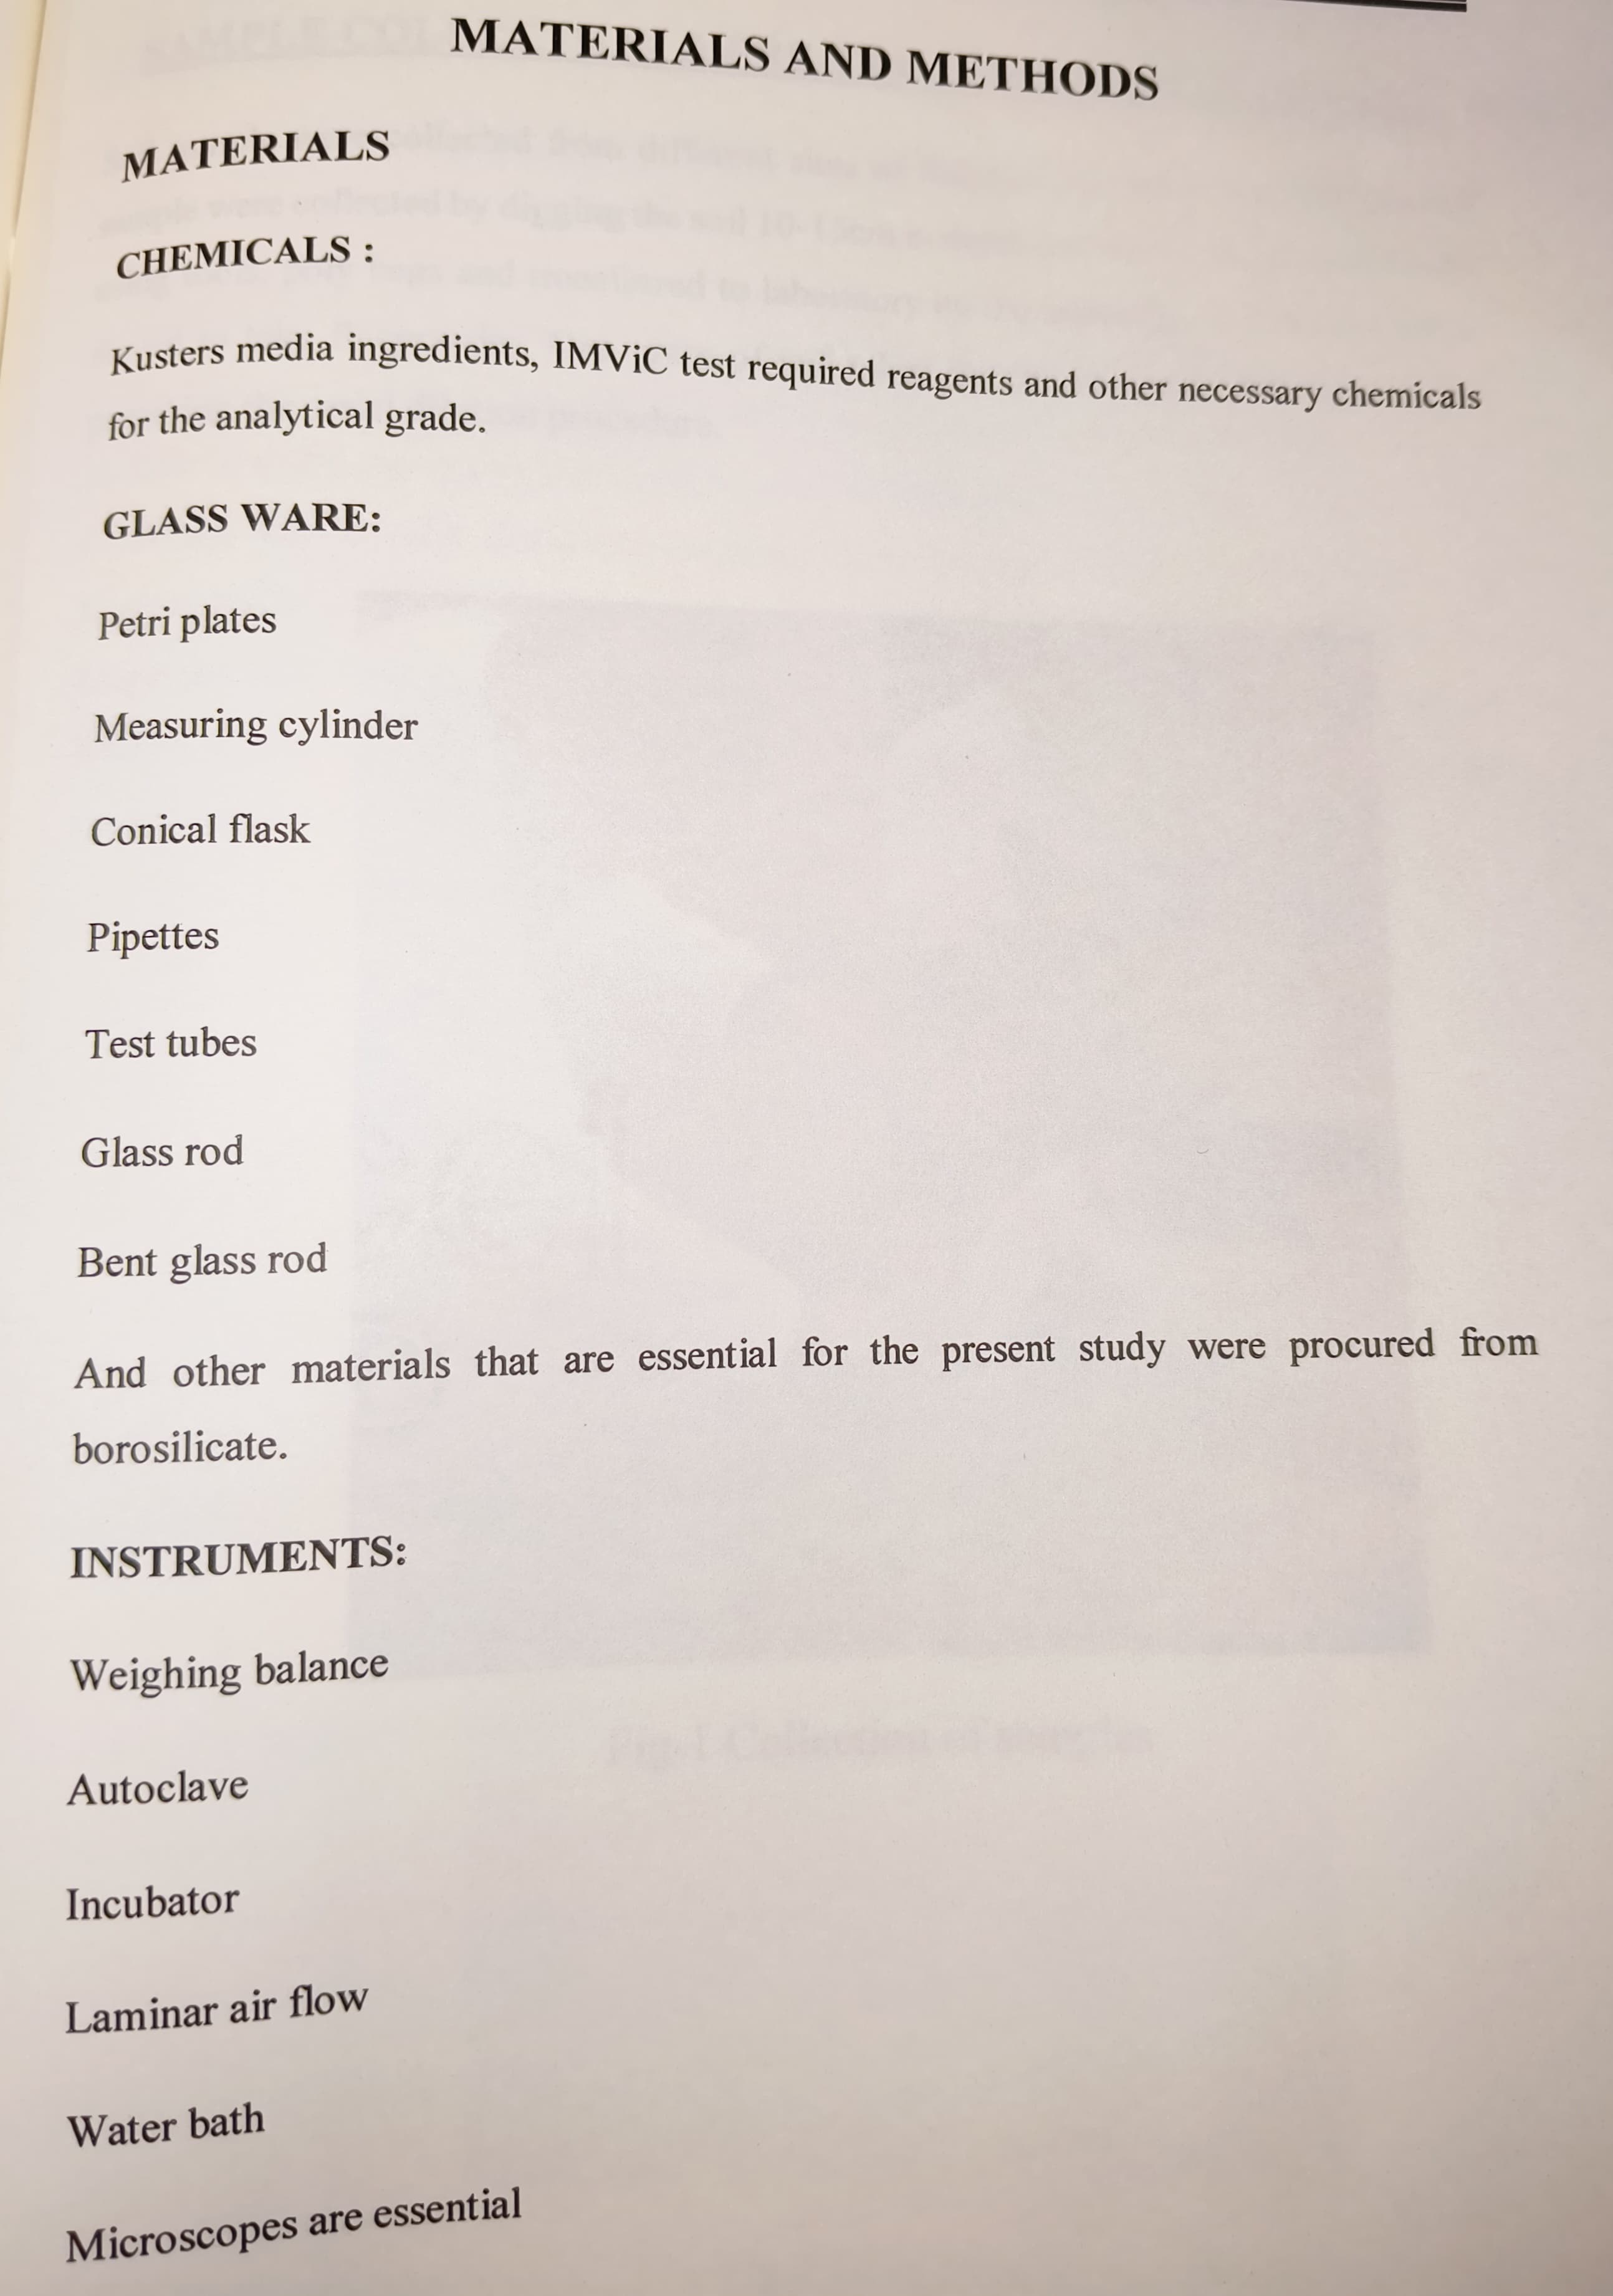 MATERIALS AND METHODS
MATERIALS
CHEMICALS :
Kusters media ingredients, IMViC test required reagents and other necessary chemicals
for the analytical grade.
GLASS WARE:
Petri plates
Measuring cylinder
Conical flask
Pipettes
Test tubes
Glass rod
Bent glass rod
And other materials that are essential for the present study were procured from
borosilicate.
INSTRUMENTS:
Weighing balance
Autoclave
Incubator
Laminar air flow
Water bath
Microscopes are essential